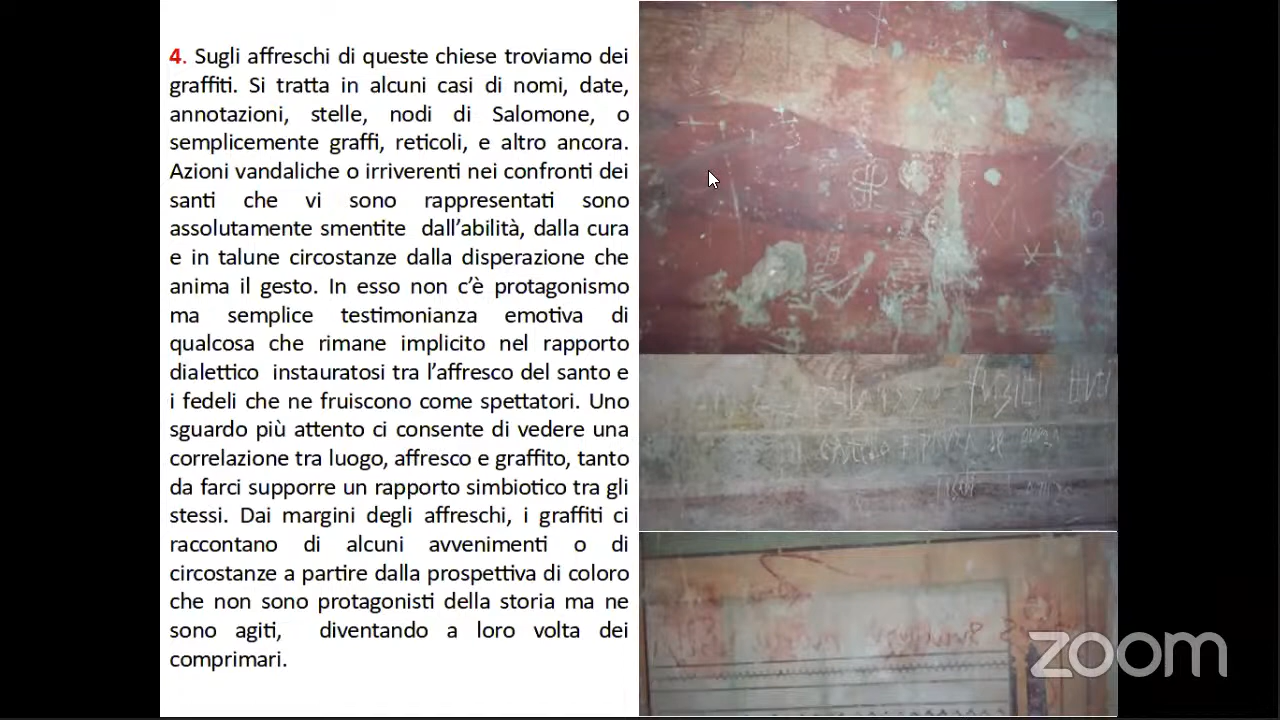 4. Sugli affreschi di queste chiese troviamo dei
graffiti. Si tratta in alcuni casi di nomi, date,
annotazioni, stelle, nodi di Salomone, o
semplicemente graffi, reticoli, e altro ancora.
Azioni vandaliche o irriverenti nei confronti dei
santi che vi sono rappresentati sono
assolutamente smentite dall'abilità, dalla cura
e in talune circostanze dalla disperazione che
anima il gesto. In esso non c'è protagonismo
ma semplice testimonianza emotiva di
qualcosa che rimane implicito nel rapporto
dialettico instauratosi tra l'affresco del santo e
i fedeli che ne fruiscono come spettatori. Uno
sguardo più attento ci consente di vedere una
correlazione tra luogo, affresco e graffito, tanto
da farci supporre un rapporto simbiotico tra gli
stessi. Dai margini degli affreschi, i graffiti ci
raccontano di alcuni avvenimenti o di
circostanze a partire dalla prospettiva di coloro
che non sono protagonisti della storia ma ne
sono agiti, diventando a loro volta dei
comprimari.
zoom